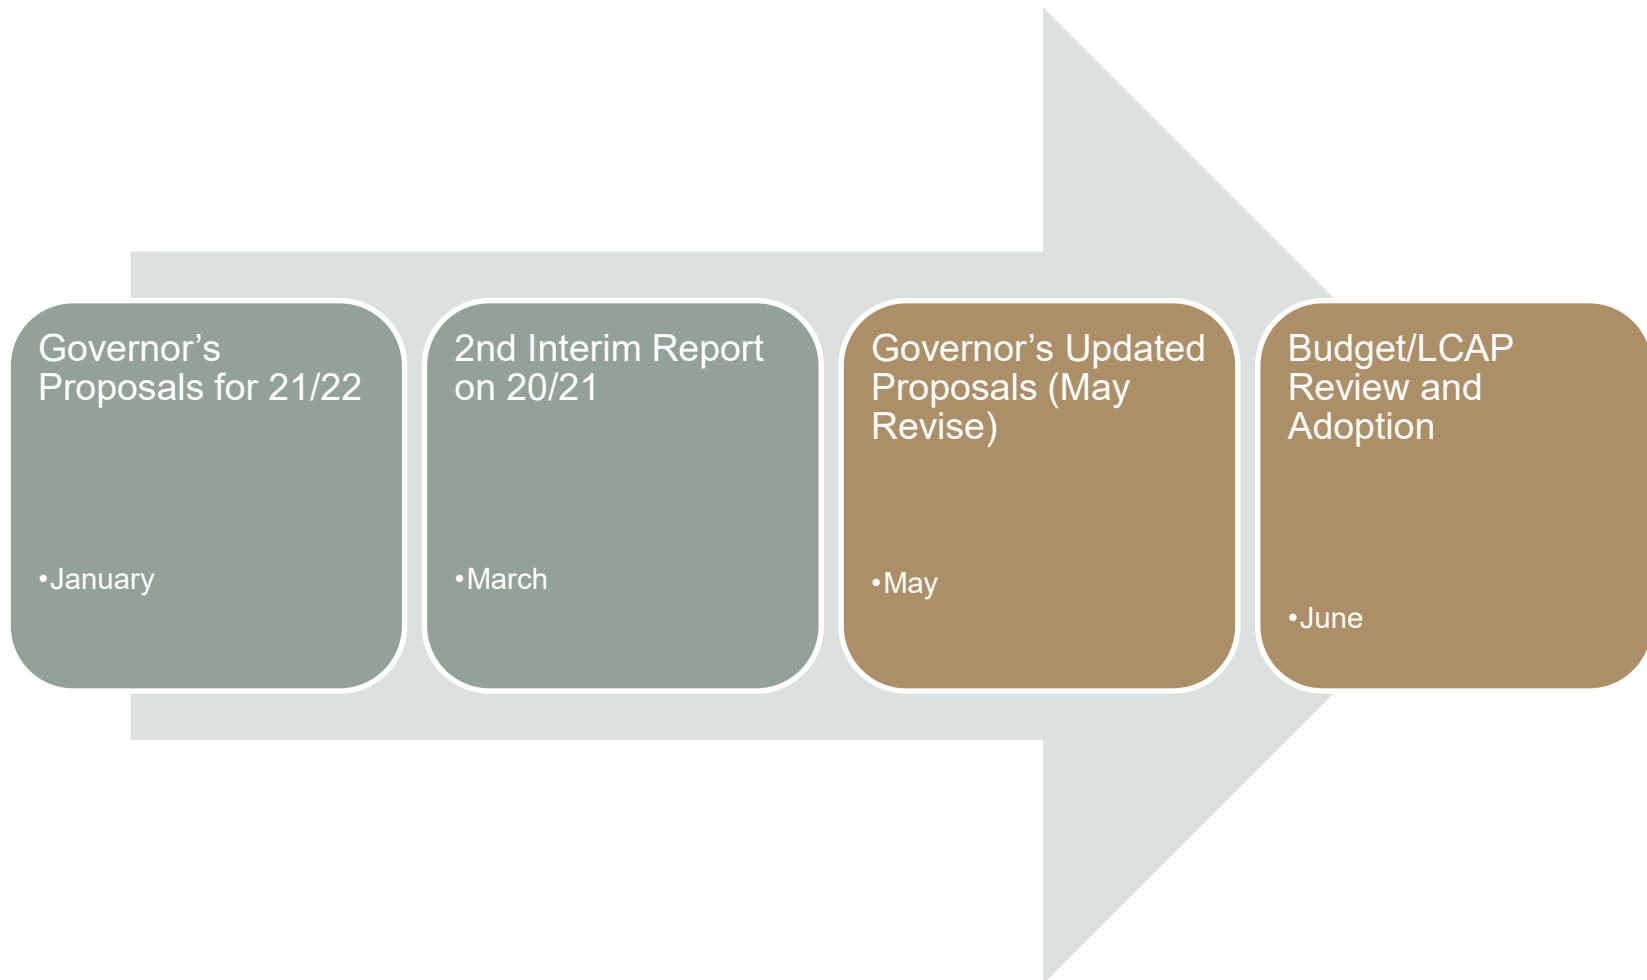 Governor’s
Proposals for 21/22
•January
2nd Interim Report
on 20/21
•March
Governor’s Updated
Proposals (May
Revise)
•May
Budget/LCAP
Review and
Adoption
•June